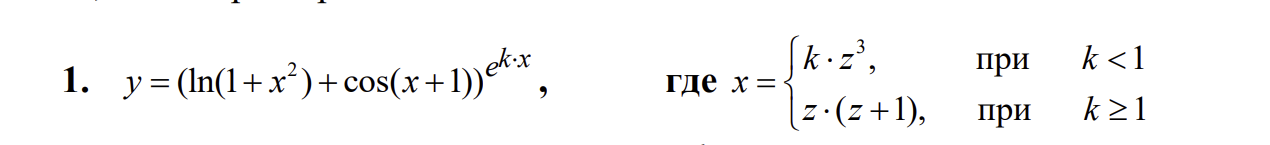 1. y = (ln(1 + x²) + cos(x + 1))^{e^{k·x}}, где x = { k · z³, при k < 1
z · (z + 1), при k ≥ 1